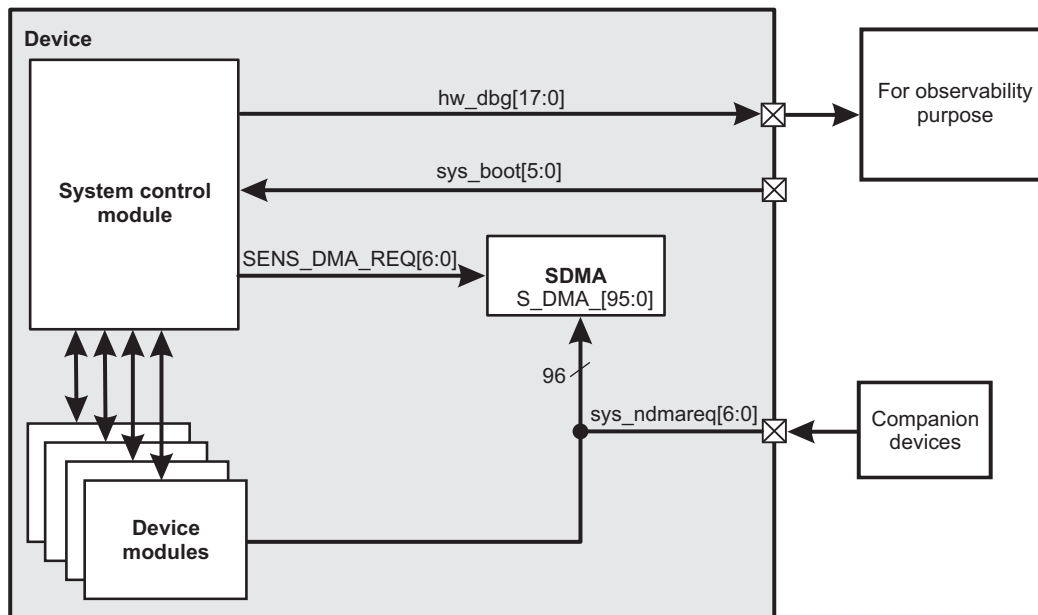 Device
hw_dbg[17:0]
For observability
purpose
sys_boot[5:0]
System control
module
SENS_DMA_REQ[6:0]
SDMA
S_DMA_[95:0]
96
sys_ndmareq[6:0]
Companion
devices
Device
modules